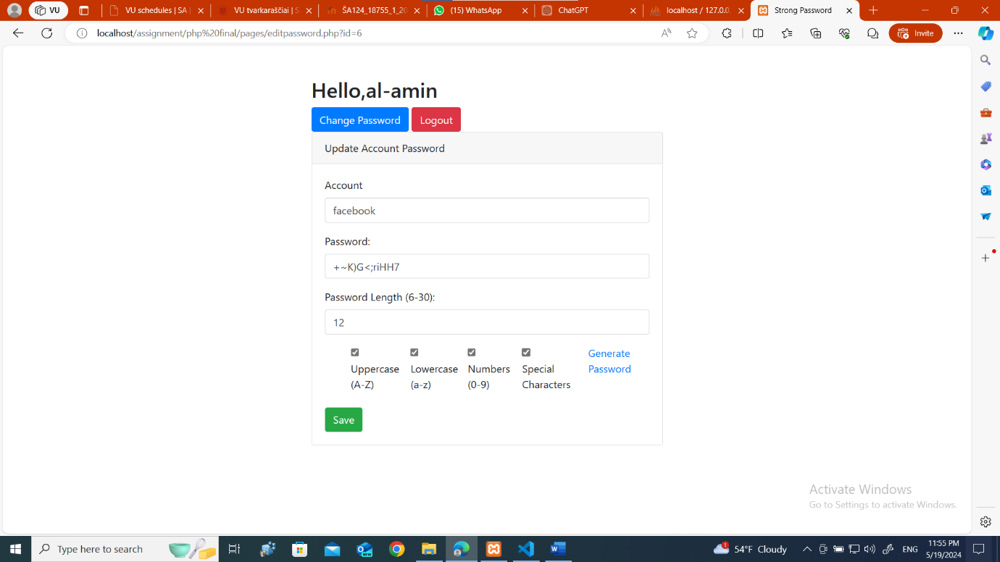 VU
VU schedules | SA |
VU tvarkaraščiai | S
ŠA124_18755_1_20
(15) WhatsApp
ChatGPT
localhost / 127.0.0.
Strong Password
localhost/assignment/php%20final/pages/editpassword.php?id=6
Invite
Hello,al-amin
Change Password
Logout
Update Account Password
Account
facebook
Password:
+~K)G<;riHH7
Password Length (6-30):
12
Uppercase
(A-Z)
Lowercase
(a-z)
Numbers
(0-9)
Special
Characters
Generate
Password
Save
Activate Windows
Go to Settings to activate Windows.
Type here to search
NEW
1
54°F Cloudy
ENG
11:55 PM
5/19/2024